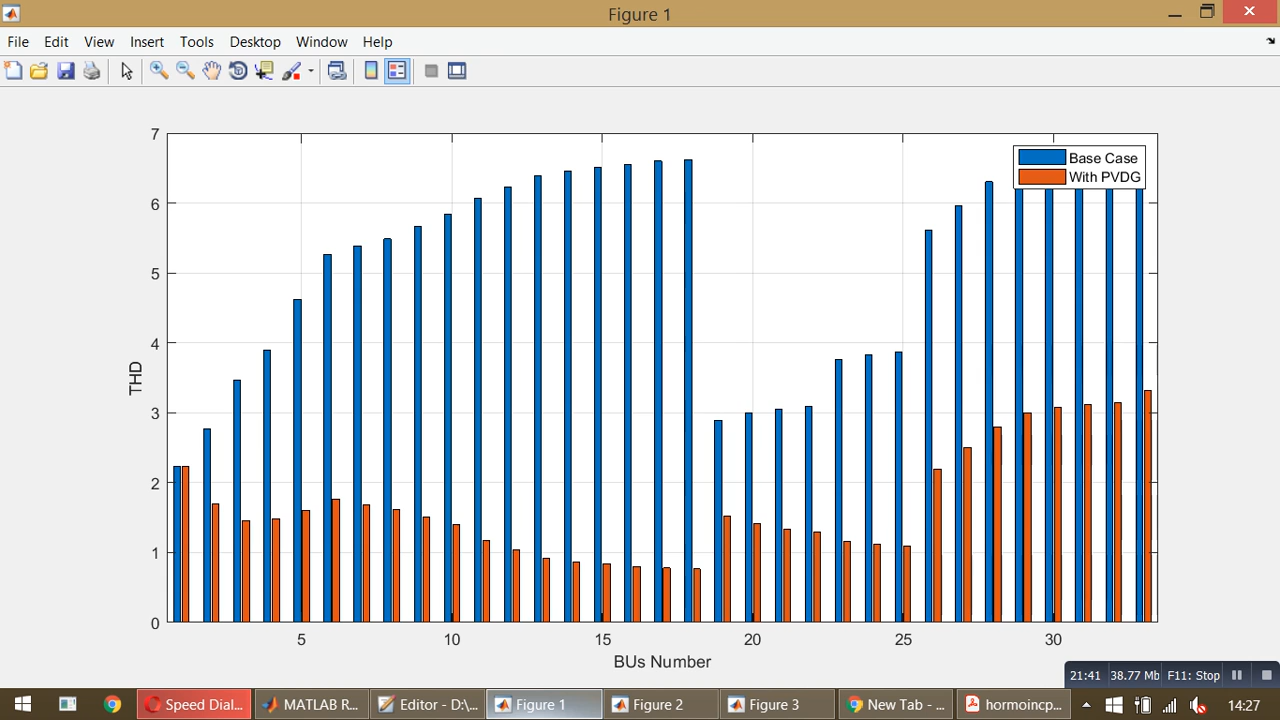 Figure 1
File Edit View Insert Tools Desktop Window Help
7
6
5
4
3
2
1
0
THD
Base Case
With PVDG
5 10 15 20 25 30
BUs Number
21:41 38.77 Mb F11: Stop
Speed Dial... MATLAB R... Editor - D:\... Figure 1 Figure 2 Figure 3 New Tab - ... hormoincp... 14:27